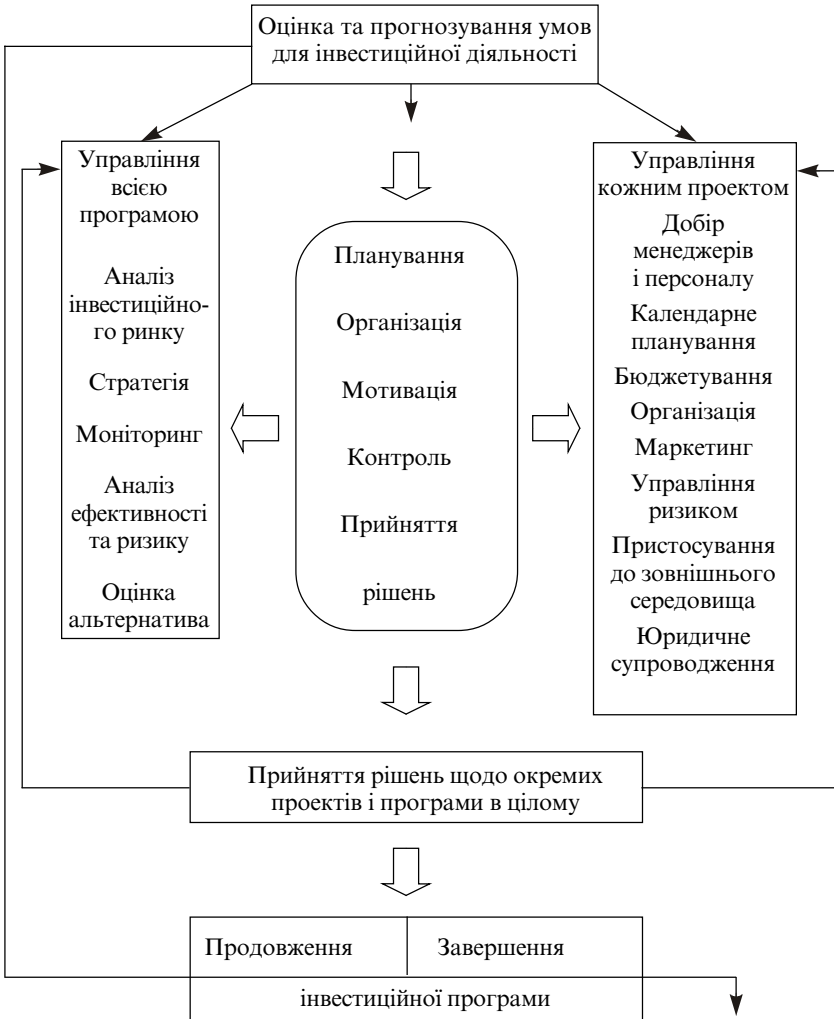 Оцінка та прогнозування умов
для інвестиційної діяльності
Управління
всією
програмою
Аналіз
інвестиційно-
го ринку
Стратегія
Моніторинг
Аналіз
ефективності
та ризику
Оцінка
альтернатива
Планування
Організація
Мотивація
Контроль
Прийняття
рішень
Управління
кожним проектом
Добір
менеджерів
і персоналу
Календарне
планування
Бюджетування
Організація
Маркетинг
Управління
ризиком
Пристосування
до зовнішнього
середовища
Юридичне
супроводження
Прийняття рішень щодо окремих
проектів і програми в цілому
Продовження
Завершення
інвестиційної програми